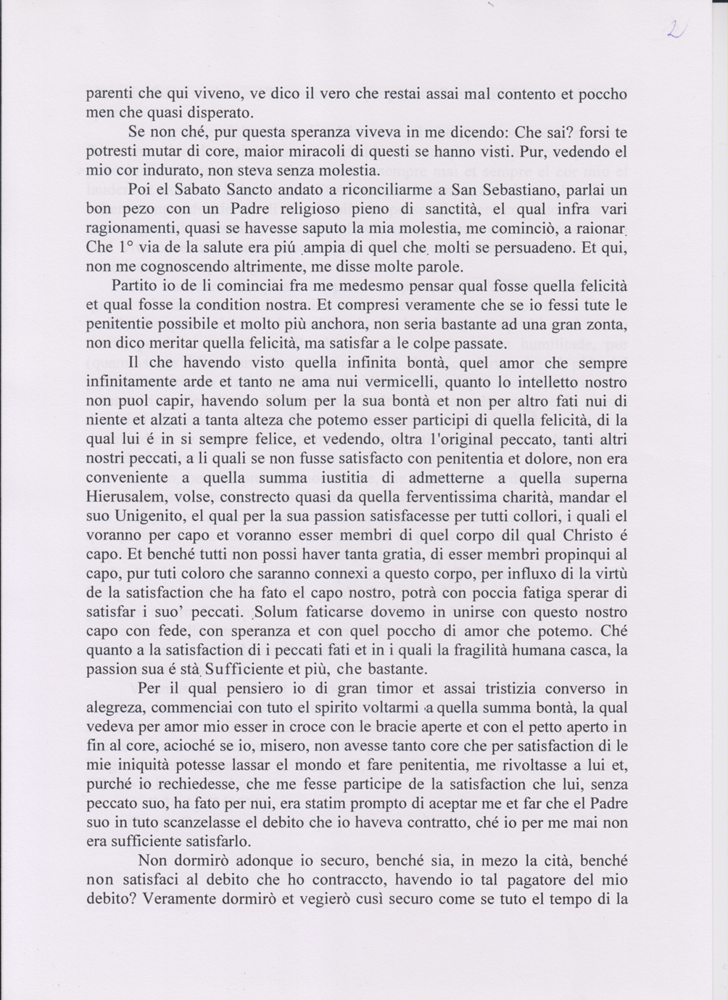 2
parenti che qui viveno, ve dico il vero che restai assai mal contento et poccho
men che quasi disperato.
Se non ché, pur questa speranza viveva in me dicendo: Che sai? forsi te
potresti mutar di core, maior miracoli di questi se hanno visti. Pur, vedendo el
mio cor indurato, non steva senza molestia.
Poi el Sabato Sancto andato a riconciliarme a San Sebastiano, parlai un
bon pezo con un Padre religioso pieno di sanctità, el qual infra vari
ragionamenti, quasi se havesse saputo la mia molestia, me cominciò, a raionar.
Che 1° via de la salute era piú .ampia di quel che. molti se persuadeno. Et qui,
non me cognoscendo altrimente, me disse molte parole.
Partito io de li cominciai fra me medesmo pensar qual fosse quella felicità
et qual fosse la condition nostra. Et compresi veramente che se io fessi tute le
penitentie possibile et molto più anchora, non seria bastante ad una gran zonta,
non dico meritar quella felicità, ma satisfar a le colpe passate.
Il che havendo visto quella infinita bontà, quel amor che sempre
infinitamente arde et tanto ne ama nui vermicelli, quanto lo intelletto nostro
non puol capir, havendo solum per la sua bontà et non per altro fati nui di
niente et alzati a tanta alteza che potemo esser participi di quella felicità, di la
qual lui é in si sempre felice, et vedendo, oltra l'original peccato, tanti altri
nostri peccati, a li quali se non fusse satisfacto con penitentia et dolore, non era
conveniente a quella summa iustitia di admetterne a quella superna
Hierusalem, volse, constrecto quasi da quella ferventissima charità, mandar el
suo Unigenito, el qual per la sua passion satisfacesse per tutti collori, i quali el
voranno per capo et voranno esser membri di quel corpo dil qual Christo é
capo. Et benché tutti non possi haver tanta gratia, di esser membri propinqui al
capo, pur tuti coloro che saranno connexi a questo corpo, per influxo di la virtù
de la satisfaction che ha fato el capo nostro, potrà con poccia fatiga sperar di
satisfar i suo’ peccati. .Solum faticarse dovemo in unirse con questo nostro
capo con fede, con speranza et con quel poccho di amor che potemo. Ché
quanto a la satisfaction di i peccati fati et in i quali la fragilità humana casca, la
passion sua é stà. Sufficiente et più, che bastante.
Per il qual pensiero io di gran timor et assai tristizia converso in
alegreza, commenciai con tuto el spirito voltarmi a quella summa bontà, la qual
vedeva per amor mio esser in croce con le bracie aperte et con el petto aperto in
fin al core, acioché se io, misero, non avesse tanto core che per satisfaction di le
mie iniquità potesse lassar el mondo et fare penitentia, me rivoltasse a lui et,
purché io rechiedesse, che me fesse participe de la satisfaction che lui, senza
peccato suo, ha fato per nui, era statim prompto di aceptar me et far che el Padre
suo in tuto scanzelasse el debito che io haveva contratto, ché io per me mai non
era sufficiente satisfarlo.
Non dormirò adonque io securo, benché sia, in mezo la cità, benché
non satisfaci al debito che ho contraccto, havendo io tal pagatore del mio
debito? Veramente dormirò et vegierò cusì securo come se tuto el tempo di la